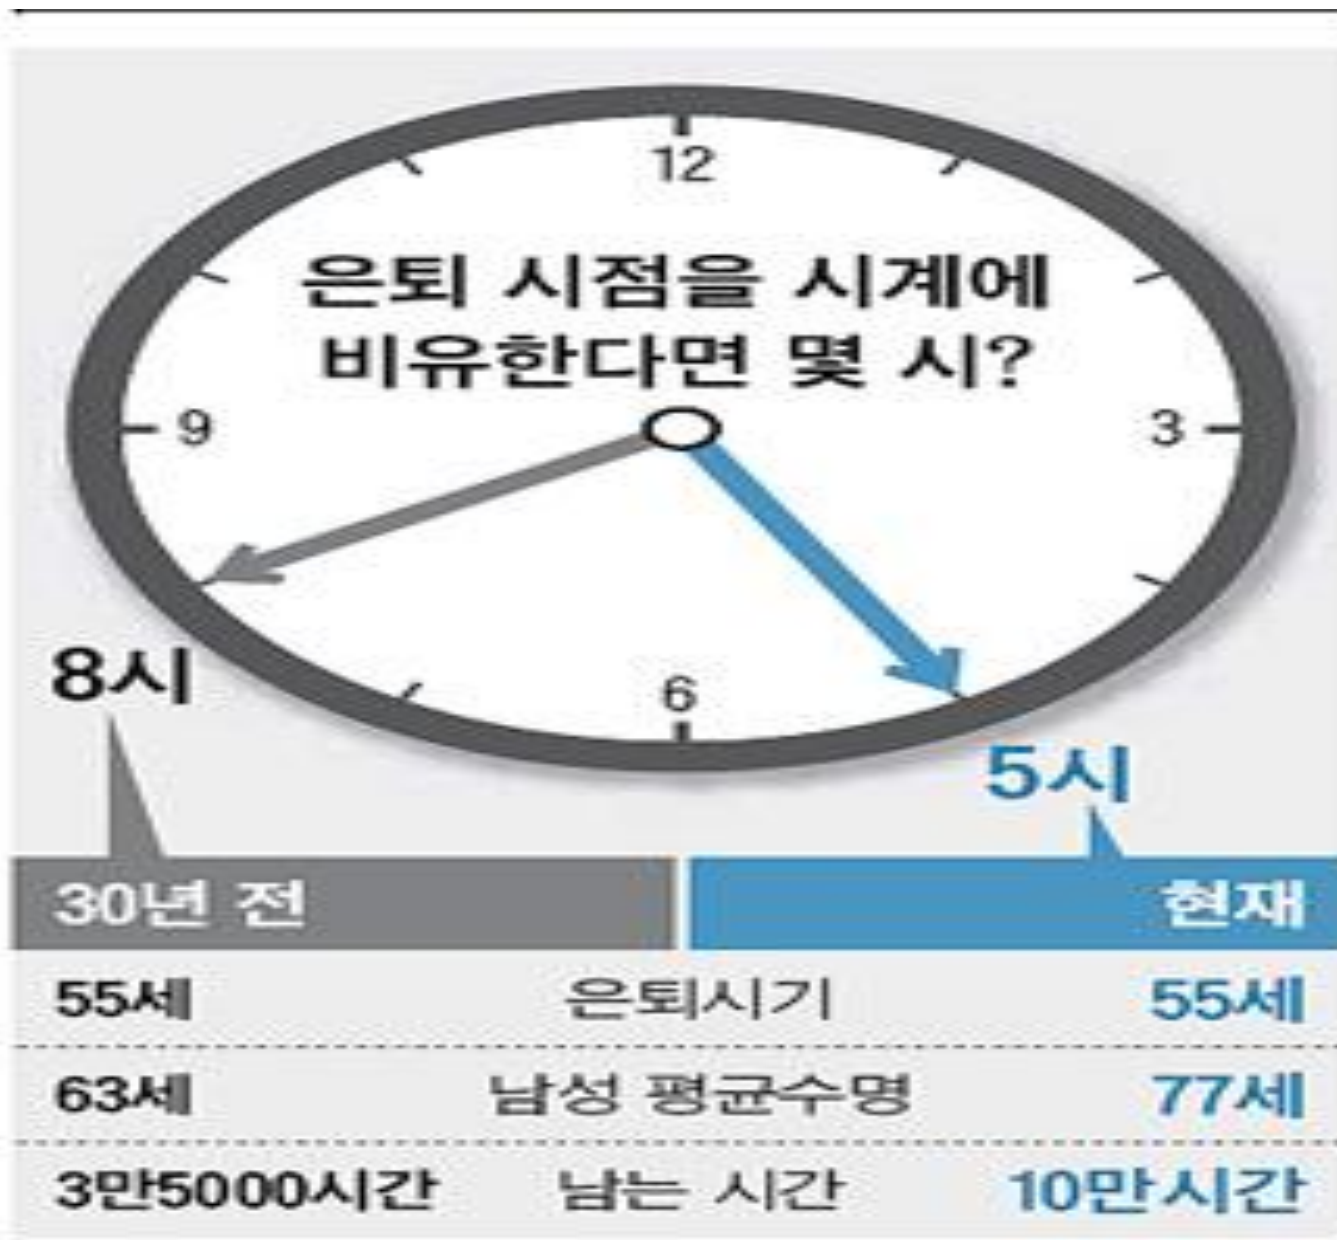 12
은퇴 시점을 시계에
비유한다면 몇 시?
9
3
8시
6
5시
30년 전 현재
55세 은퇴시기 55세
63세 남성 평균수명 77세
3만5000시간 남는 시간 10만시간